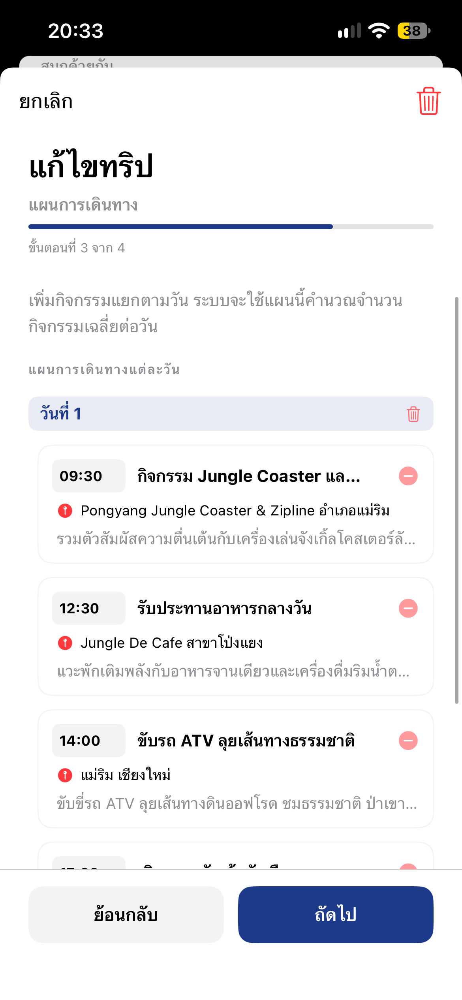 20:33
38
สนุกด้วยกัน
ยกเลิก
แก้ไขทริป
แผนการเดินทาง
ขั้นตอนที่ 3 จาก 4
เพิ่มกิจกรรมแยกตามวัน ระบบจะใช้แผนนี้คำนวณจำนวน
กิจกรรมเฉลี่ยต่อวัน
แผนการเดินทางแต่ละวัน
วันที่ 1
09:30 กิจกรรม Jungle Coaster แล...
Pongyang Jungle Coaster & Zipline อำเภอแม่ริม
รวมตัวสัมผัสความตื่นเต้นกับเครื่องเล่นจังเกิ้ลโคสเตอร์ลั...
12:30 รับประทานอาหารกลางวัน
Jungle De Cafe สาขาโป่งแยง
แวะพักเติมพลังกับอาหารจานเดียวและเครื่องดื่มริมน้ำต...
14:00 ขับรถ ATV ลุยเส้นทางธรรมชาติ
แม่ริม เชียงใหม่
ขับขี่รถ ATV ลุยเส้นทางดินออฟโรด ชมธรรมชาติ ป่าเขา...
ย้อนกลับ
ถัดไป